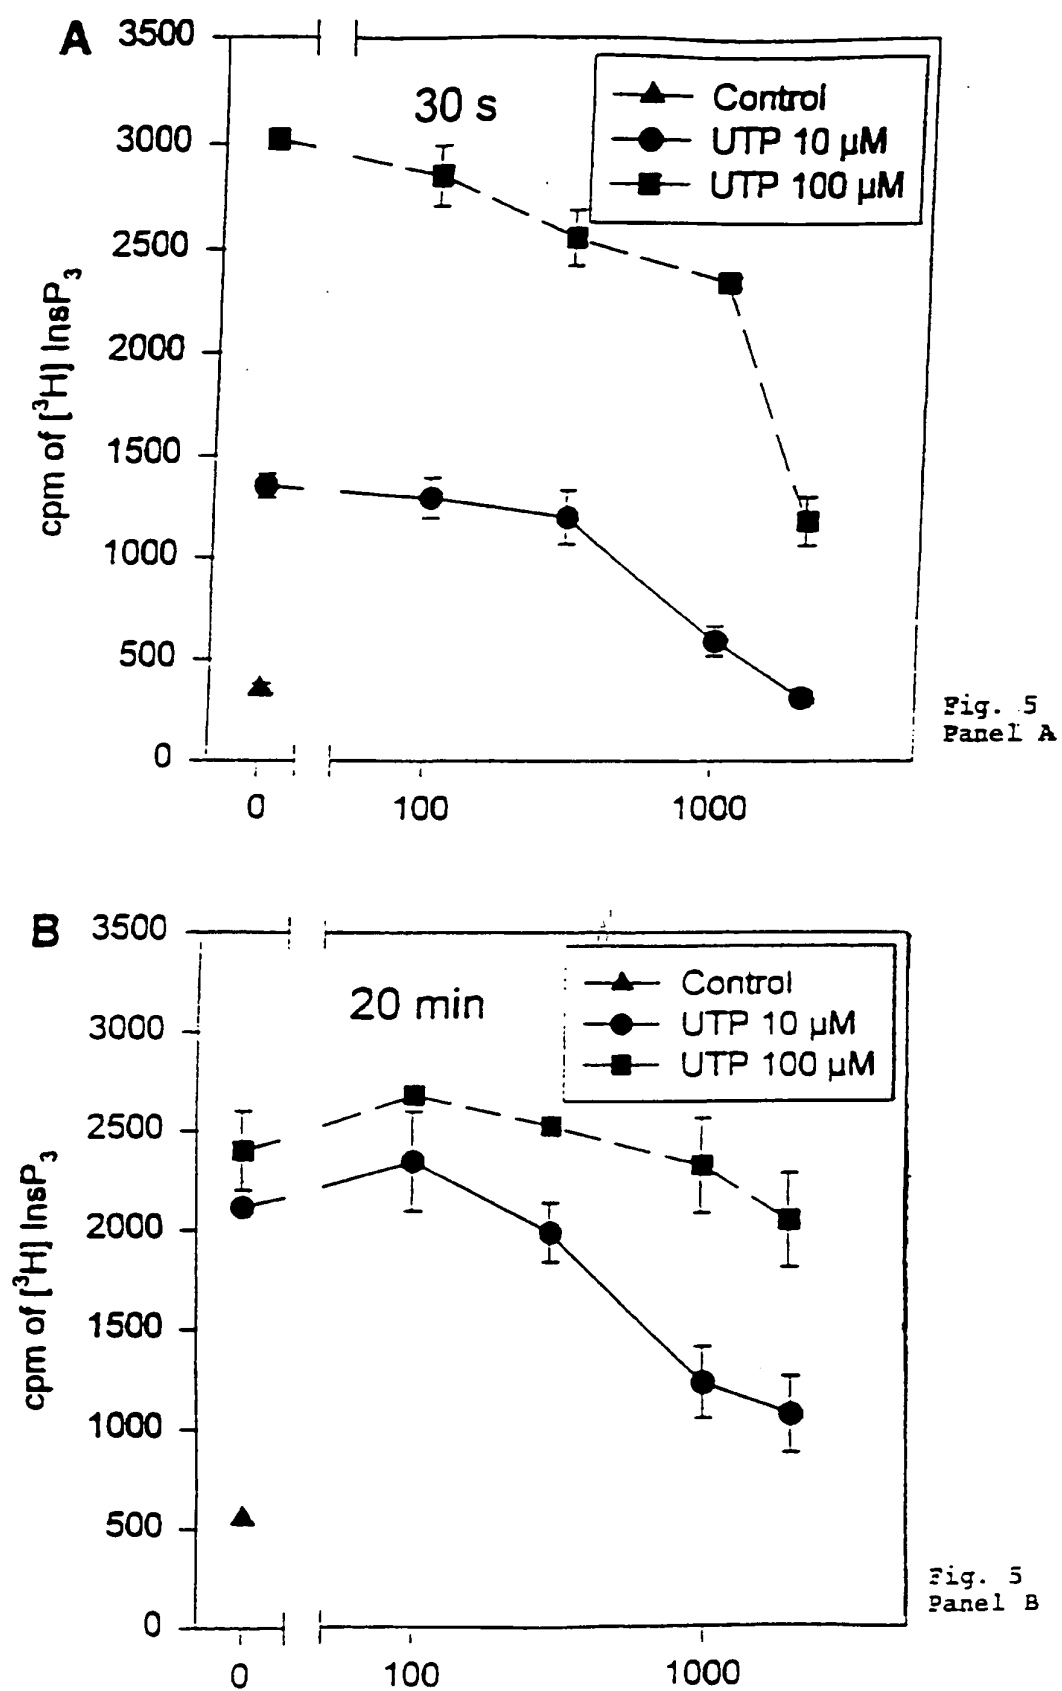 A
3500
3000
2500
2000
1500
1000
500
0
cpm of [³H] InsP₃
30 s
Control
UTP 10 µM
UTP 100 µM
0 100 1000
Fig. 5
Panel A
B
3500
3000
2500
2000
1500
1000
500
0
cpm of [³H] InsP₃
20 min
Control
UTP 10 µM
UTP 100 µM
0 100 1000
Fig. 5
Panel B